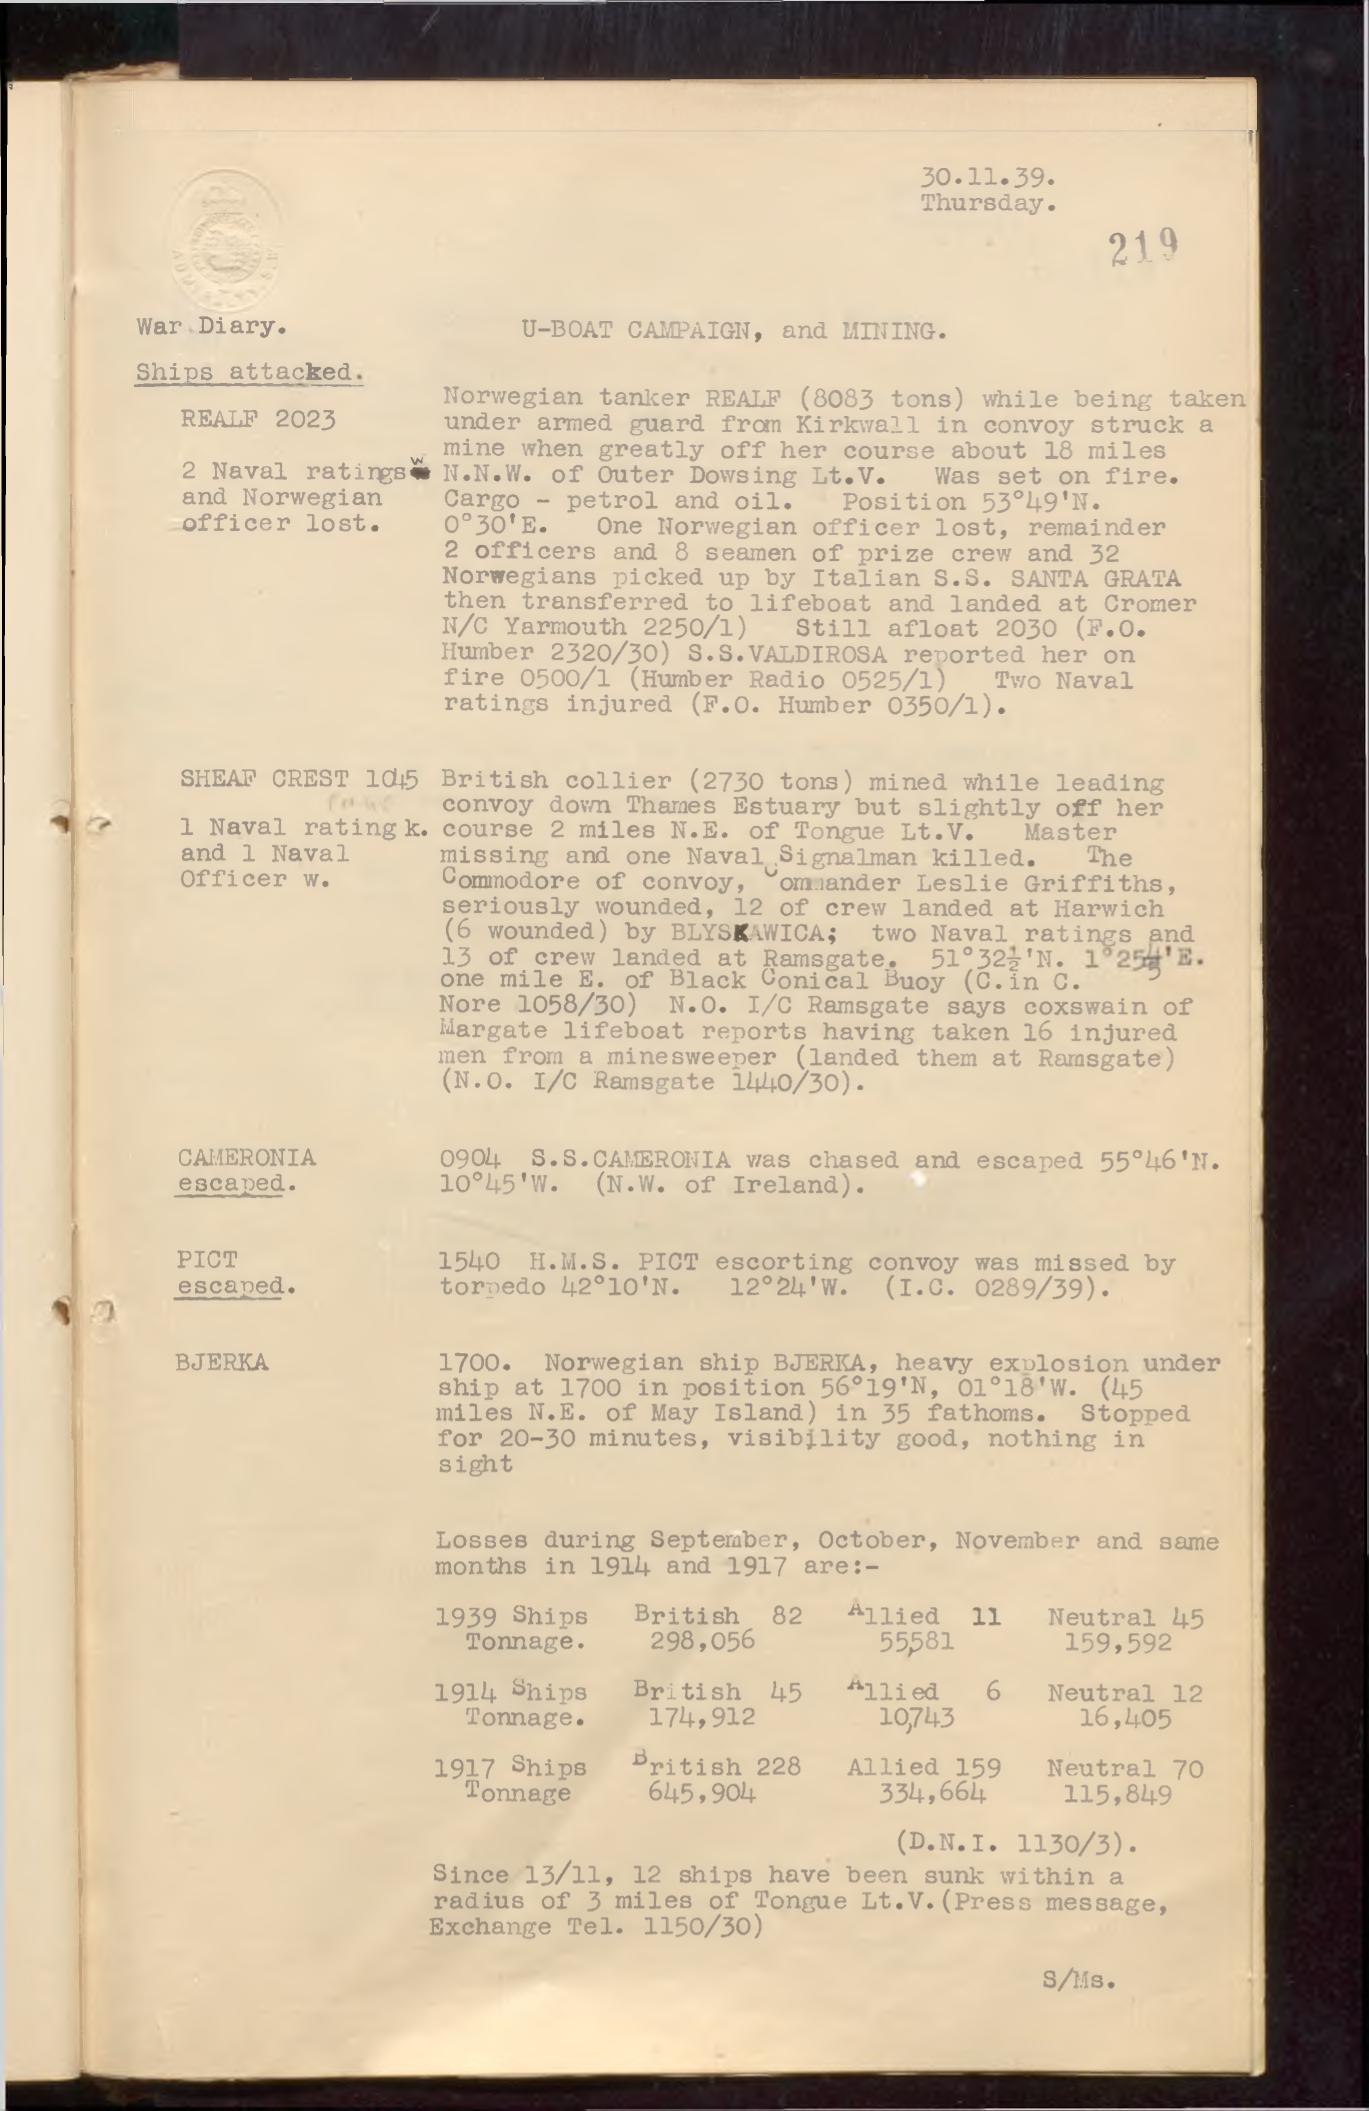 30.11.39.
Thursday.
219
War Diary.
U-BOAT CAMPAIGN, and MINING.
Ships attacked.
REALF 2023
2 Naval ratings w
and Norwegian
officer lost.
Norwegian tanker REALF (8083 tons) while being taken
under armed guard from Kirkwall in convoy struck a
mine when greatly off her course about 18 miles
N.N.W. of Outer Dowsing Lt.V. Was set on fire.
Cargo - petrol and oil. Position 53°49'N.
0°30'E. One Norwegian officer lost, remainder
2 officers and 8 seamen of prize crew and 32
Norwegians picked up by Italian S.S. SANTA GRATA
then transferred to lifeboat and landed at Cromer
N/C Yarmouth 2250/1) Still afloat 2030 (F.O.
Humber 2320/30) S.S.VALDIROSA reported her on
fire 0500/1 (Humber Radio 0525/1) Two Naval
ratings injured (F.O. Humber 0350/1).
SHEAF CREST 1045
1 Naval rating k.
and 1 Naval
Officer w.
British collier (2730 tons) mined while leading
convoy down Thames Estuary but slightly off her
course 2 miles N.E. of Tongue Lt.V. Master
missing and one Naval Signalman killed. The
Commodore of convoy, Commander Leslie Griffiths,
seriously wounded, 12 of crew landed at Harwich
(6 wounded) by BLYSKAWICA; two Naval ratings and
13 of crew landed at Ramsgate. 51°32½'N. 1°25 'E.
one mile E. of Black Conical Buoy (C.in C.
Nore 1058/30) N.O. I/C Ramsgate says coxswain of
Margate lifeboat reports having taken 16 injured
men from a minesweeper (landed them at Ramsgate)
(N.O. I/C Ramsgate 1440/30).
CAMERONIA
escaped.
0904 S.S.CAMERONIA was chased and escaped 55°46'N.
10°45'W. (N.W. of Ireland).
PICT
escaped.
1540 H.M.S. PICT escorting convoy was missed by
torpedo 42°10'N. 12°24'W. (I.C. 0289/39).
BJERKA
1700. Norwegian ship BJERKA, heavy explosion under
ship at 1700 in position 56°19'N, 01°18'W. (45
miles N.E. of May Island) in 35 fathoms. Stopped
for 20-30 minutes, visibility good, nothing in
sight
Losses during September, October, November and same
months in 1914 and 1917 are:-
1939 Ships British 82 Allied 11 Neutral 45
Tonnage. 298,056 55,581 159,592
1914 Ships British 45 Allied 6 Neutral 12
Tonnage. 174,912 10,743 16,405
1917 Ships British 228 Allied 159 Neutral 70
Tonnage 645,904 334,664 115,849
(D.N.I. 1130/3).
Since 13/11, 12 ships have been sunk within a
radius of 3 miles of Tongue Lt.V.(Press message,
Exchange Tel. 1150/30)
S/Ms.